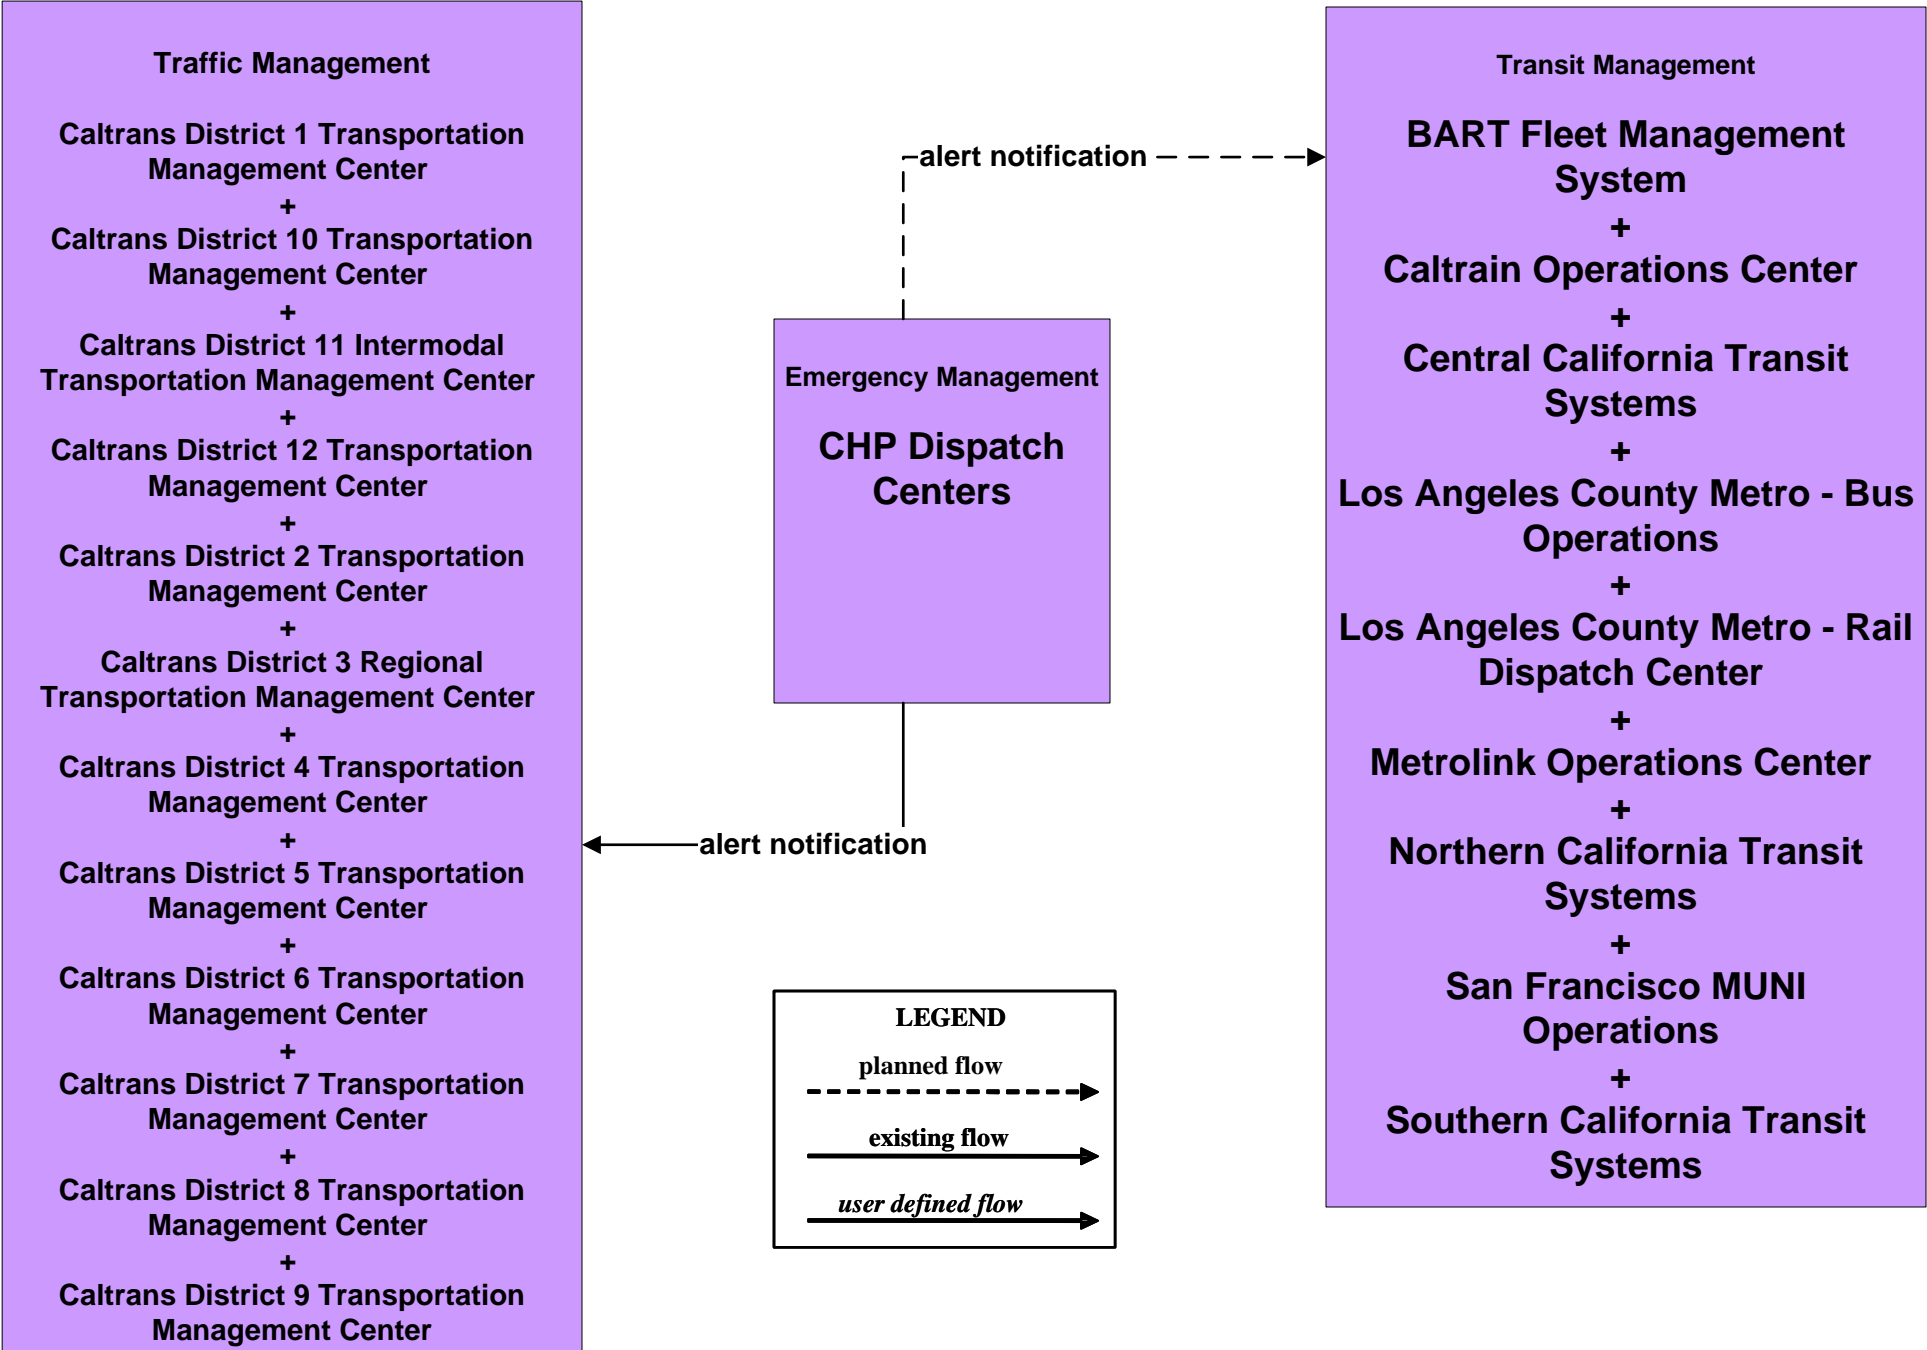 Traffic Management
Caltrans District 1 Transportation
Management Center
+
Caltrans District 10 Transportation
Management Center
+
Caltrans District 11 Intermodal
Transportation Management Center
+
Caltrans District 12 Transportation
Management Center
+
Caltrans District 2 Transportation
Management Center
+
Caltrans District 3 Regional
Transportation Management Center
+
Caltrans District 4 Transportation
Management Center
+
Caltrans District 5 Transportation
Management Center
+
Caltrans District 6 Transportation
Management Center
+
Caltrans District 7 Transportation
Management Center
+
Caltrans District 8 Transportation
Management Center
+
Caltrans District 9 Transportation
Management Center
alert notification
Emergency Management
CHP Dispatch
Centers
alert notification
LEGEND
planned flow
existing flow
user defined flow
Transit Management
BART Fleet Management
System
+
Caltrain Operations Center
+
Central California Transit
Systems
+
Los Angeles County Metro - Bus
Operations
+
Los Angeles County Metro - Rail
Dispatch Center
+
Metrolink Operations Center
+
Northern California Transit
Systems
+
San Francisco MUNI
Operations
+
Southern California Transit
Systems